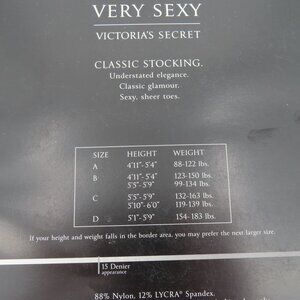 VERY SEXY
VICTORIA'S SECRET
CLASSIC STOCKING.
Understated elegance.
Classic glamour.
Sexy, sheer toes.
SIZE HEIGHT WEIGHT
A 4'11"- 5'4" 88-122 lbs.
B 4'11"- 5'4" 123-150 lbs.
5'5"- 5'9" 99-134 lbs.
C 5'5"- 5'9" 132-163 lbs.
5'10"- 6'0" 119-139 lbs.
D 5'1"- 5'9" 154-183 lbs.
If your height and weight falls in the border area, you may prefer the next larger size.
15 Denier
appearance
88% Nylon, 12% LYCRA® Spandex.